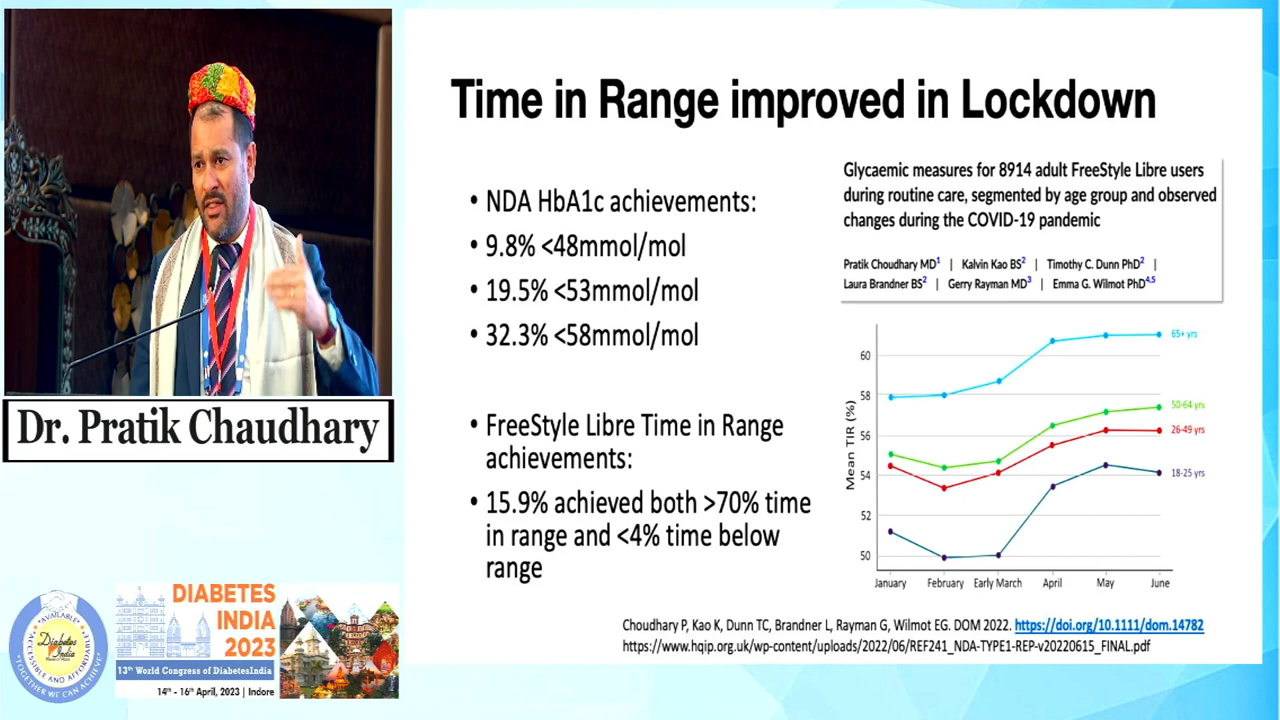 Time in Range improved in Lockdown
• NDA HbA1c achievements:
• 9.8% <48mmol/mol
• 19.5% <53mmol/mol
• 32.3% <58mmol/mol
• FreeStyle Libre Time in Range
achievements:
• 15.9% achieved both >70% time
in range and <4% time below
range
Glycaemic measures for 8914 adult FreeStyle Libre users
during routine care, segmented by age group and observed
changes during the COVID-19 pandemic
Pratik Choudhary MD1 | Kalvin Kao BS2 | Timothy C. Dunn PhD2 |
Laura Brandner BS2 | Gerry Rayman MD3 | Emma G. Wilmot PhD4,5
Mean TIR (%)
60
58
56
54
52
50
65+ yrs
50-64 yrs
26-49 yrs
18-25 yrs
January February Early March April May June
Choudhary P, Kao K, Dunn TC, Brandner L, Rayman G, Wilmot EG. DOM 2022. https://doi.org/10.1111/dom.14782
https://www.hqip.org.uk/wp-content/uploads/2022/06/REF241_NDA-TYPE1-REP-v20220615_FINAL.pdf
Dr. Pratik Chaudhary
"AVAILABLE"
Diabetes
India
ACCESSIBLE AND AFFORDABLE
"TOGETHER WE CAN ACHIEVE"
DIABETES
INDIA
2023
13th World Congress of DiabetesIndia
14th - 16th April, 2023 | Indore